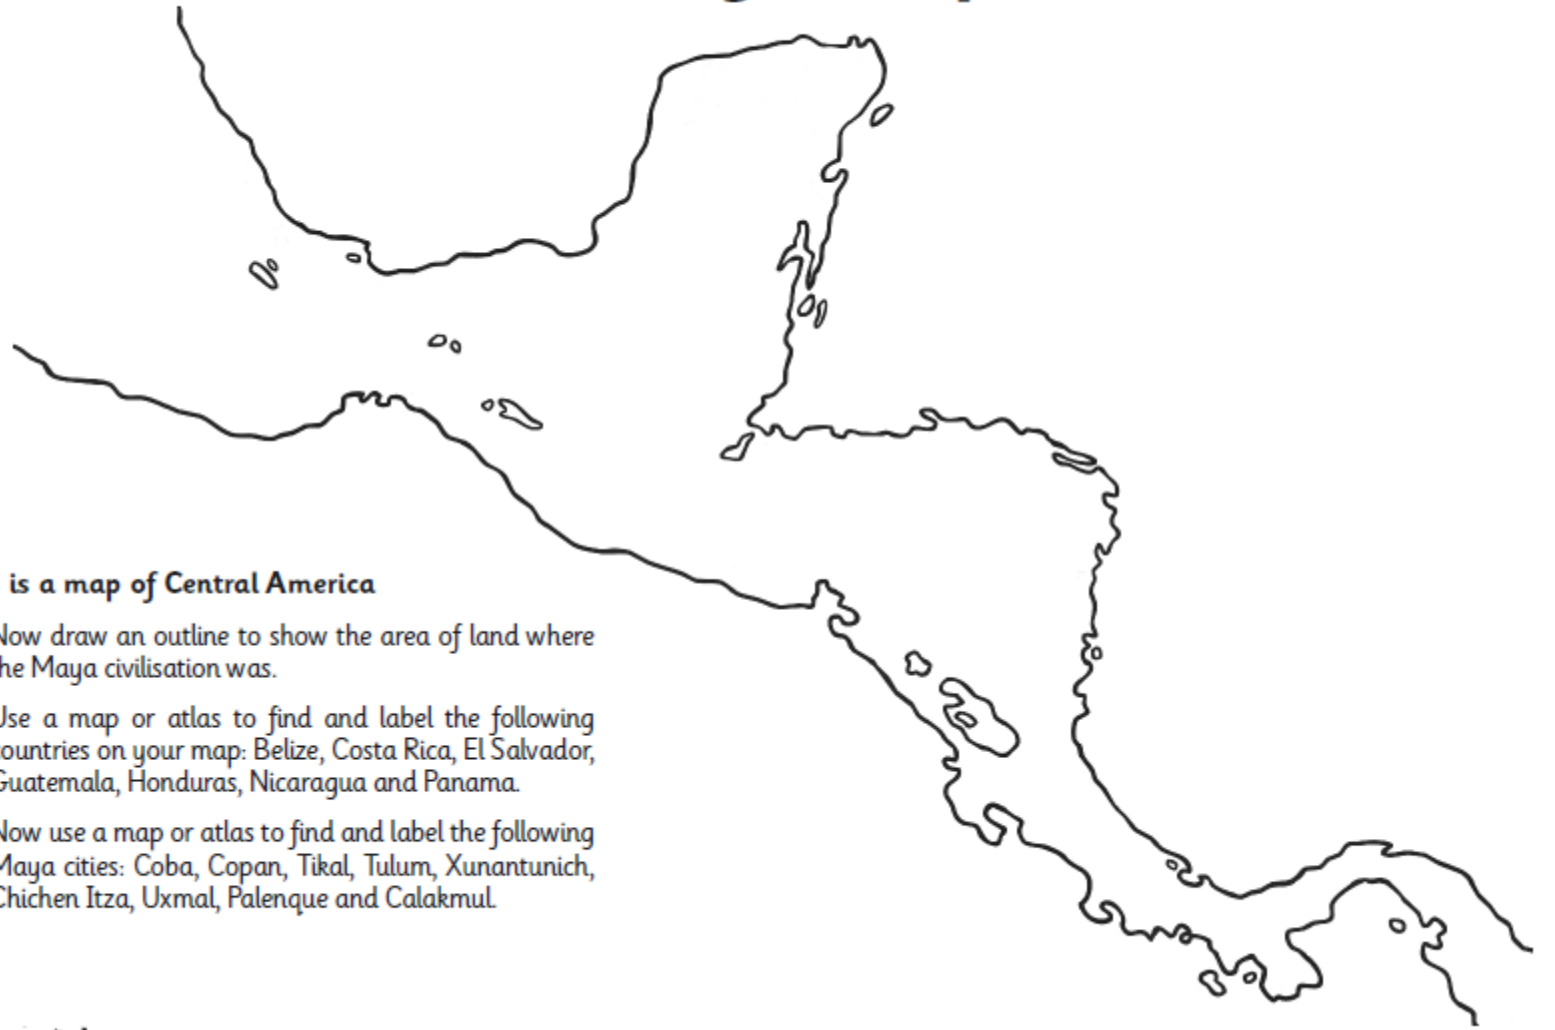 is a map of Central America
Now draw an outline to show the area of land where
the Maya civilisation was.
Use a map or atlas to find and label the following
countries on your map: Belize, Costa Rica, El Salvador,
Guatemala, Honduras, Nicaragua and Panama.
Now use a map or atlas to find and label the following
Maya cities: Coba, Copan, Tikal, Tulum, Xunantunich,
Chichen Itza, Uxmal, Palenque and Calakmul.